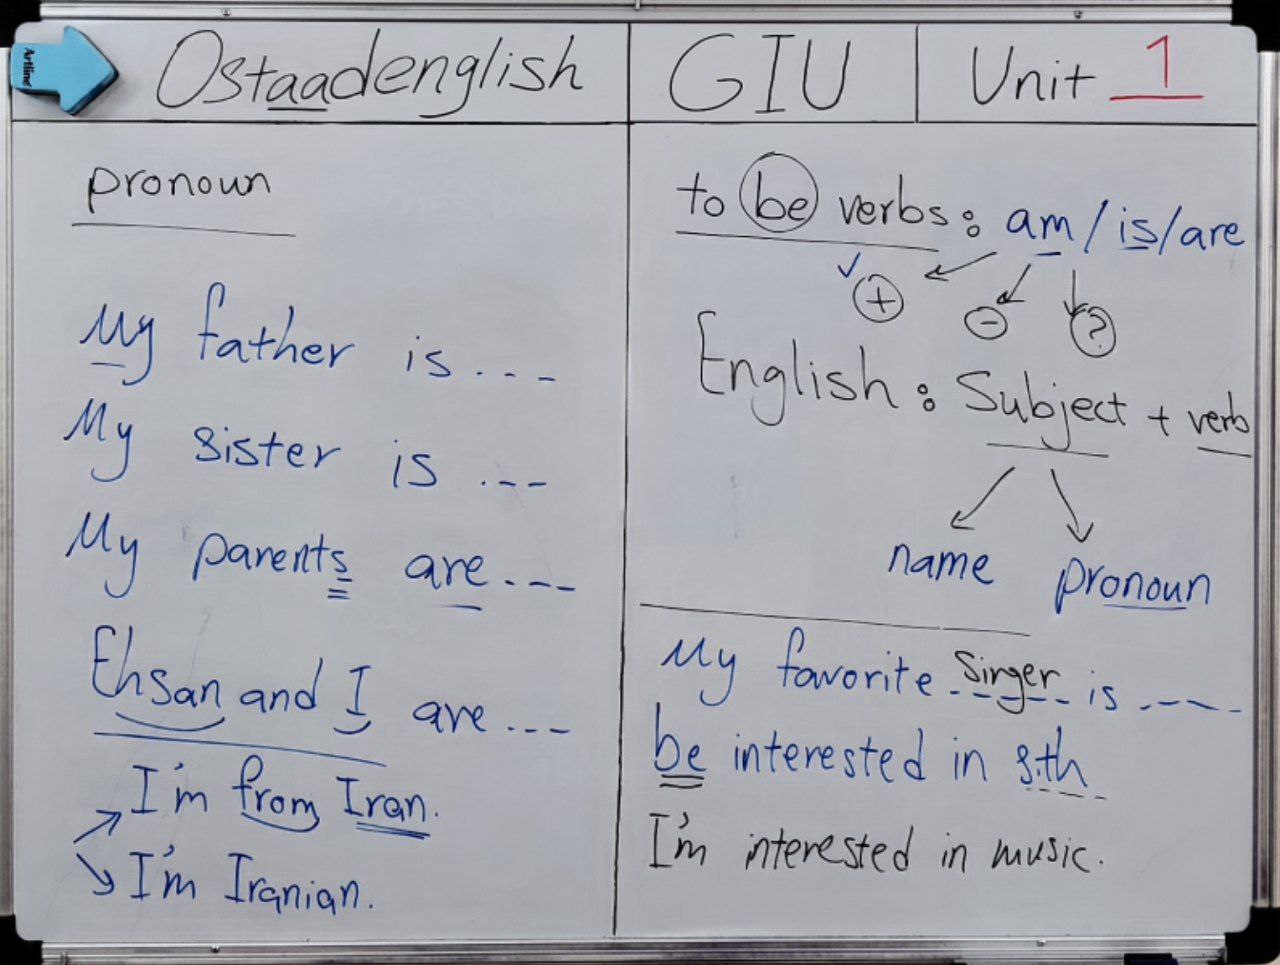 Artline
Ostaadenglish
GIU
Unit 1
pronoun
My father is ...
My sister is ...
My parents are ...
Ehsan and I are ...
I'm from Iran.
I'm Iranian.
to be verbs: am/is/are
✓ + - ?
English: Subject + verb
name pronoun
My favorite singer is ...
be interested in s.th
I'm interested in music.